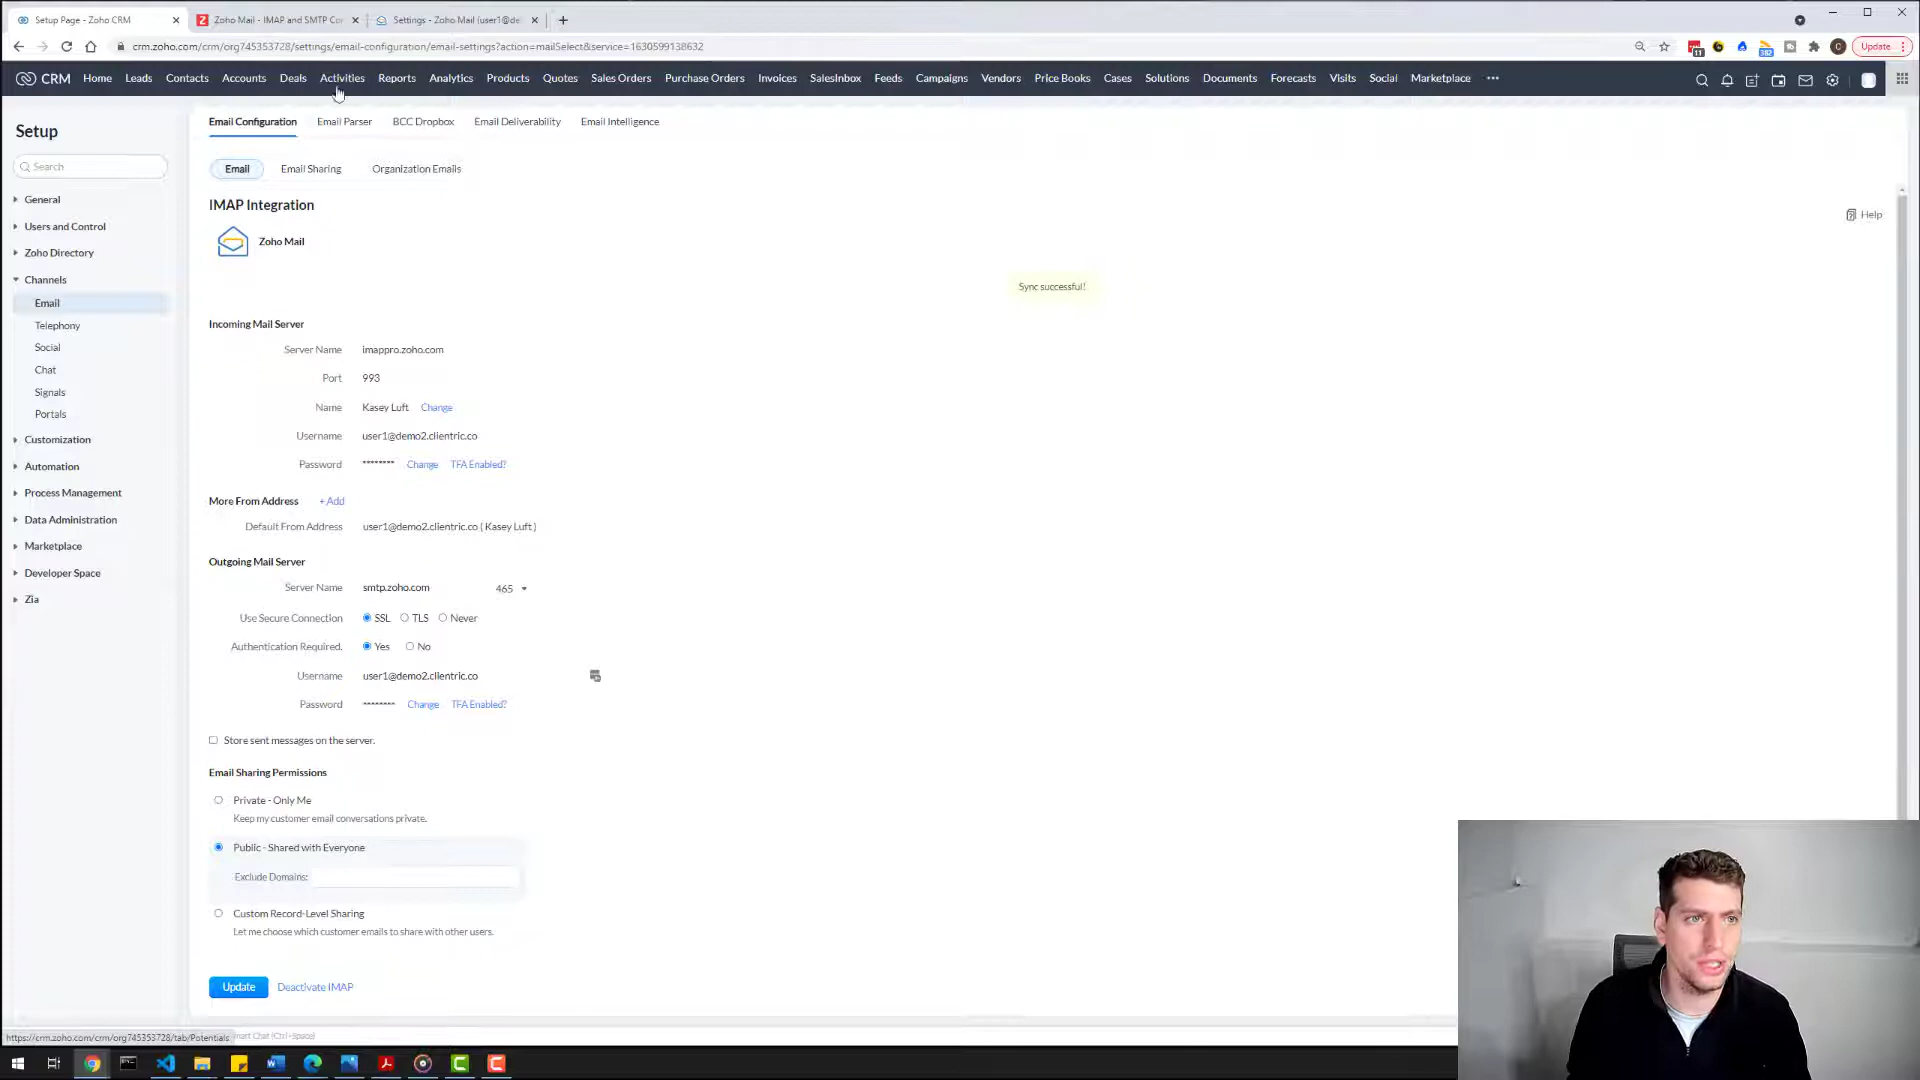 Setup Page - Zoho CRM
Zoho Mail - IMAP and SMTP Con
Settings - Zoho Mail (user1@de
crm.zoho.com/crm/org745353728/settings/email-configuration/email-settings?action=mailSelect&service=1630599138632
11
382
C
Update
CRM Home Leads Contacts Accounts Deals Activities Reports Analytics Products Quotes Sales Orders Purchase Orders Invoices SalesInbox Feeds Campaigns Vendors Price Books Cases Solutions Documents Forecasts Visits Social Marketplace
Setup
Search
General
Users and Control
Zoho Directory
Channels
Email
Telephony
Social
Chat
Signals
Portals
Customization
Automation
Process Management
Data Administration
Marketplace
Developer Space
Zia
Email Configuration Email Parser BCC Dropbox Email Deliverability Email Intelligence
Email Email Sharing Organization Emails
IMAP Integration
Help
Zoho Mail
Sync successful!
Incoming Mail Server
Server Name imappro.zoho.com
Port 993
Name Kasey Luft Change
Username user1@demo2.clientric.co
Password ******** Change TFA Enabled?
More From Address + Add
Default From Address user1@demo2.clientric.co ( Kasey Luft )
Outgoing Mail Server
Server Name smtp.zoho.com 465
Use Secure Connection SSL TLS Never
Authentication Required. Yes No
Username user1@demo2.clientric.co
Password ******** Change TFA Enabled?
Store sent messages on the server.
Email Sharing Permissions
Private - Only Me
Keep my customer email conversations private.
Public - Shared with Everyone
Exclude Domains:
Custom Record-Level Sharing
Let me choose which customer emails to share with other users.
Update Deactivate IMAP
https://crm.zoho.com/crm/org745353728/tab/Potentials
mart Chat (Ctrl+Space)